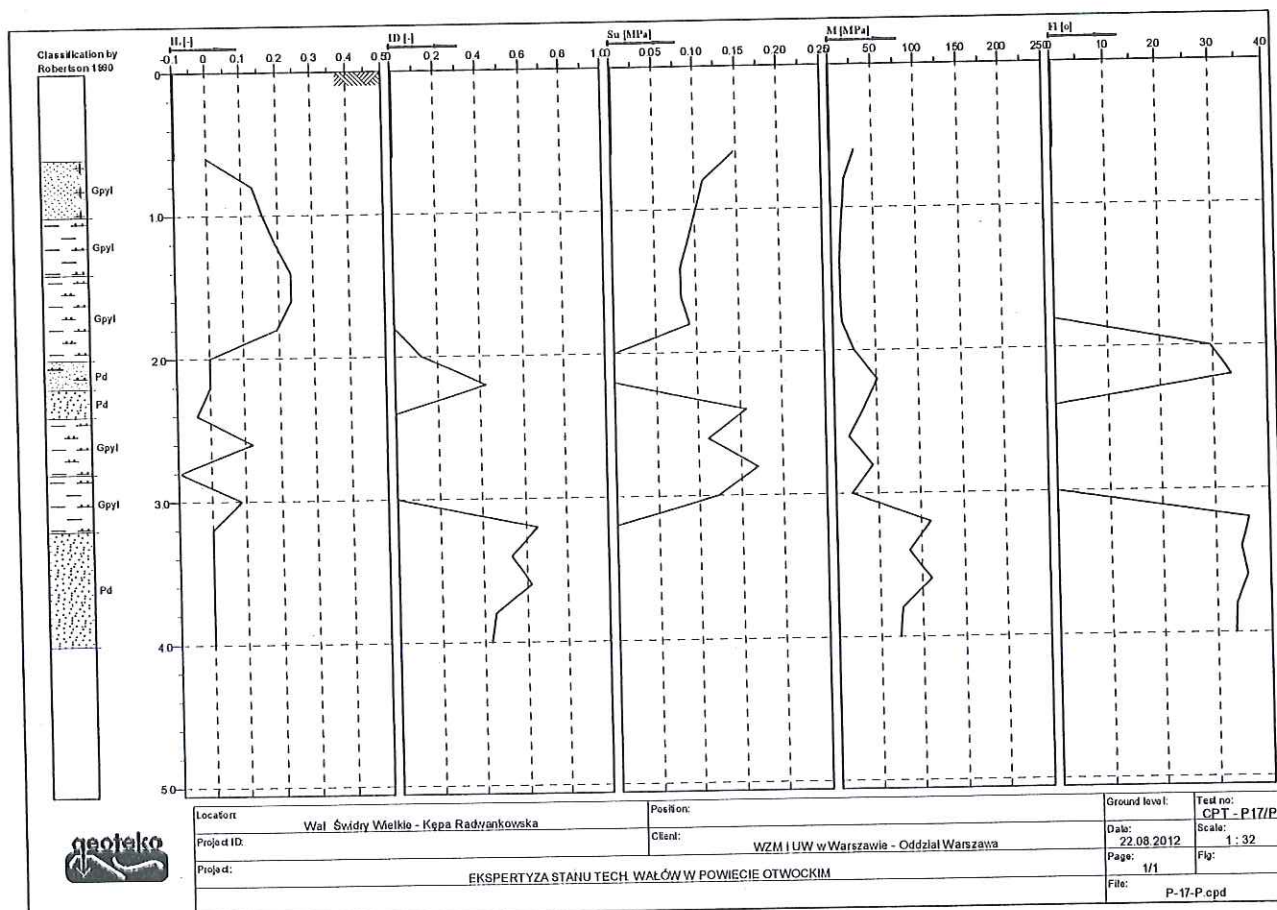 Classification by
Robertson 1990
IL [-]
-0.1 0 0.1 0.2 0.3 0.4 0.5
ID [-]
0 0.2 0.4 0.6 0.8 1.0
Su [MPa]
0 0.05 0.10 0.15 0.20 0.25
M [MPa]
0 50 100 150 200 250
FI [o]
0 10 20 30 40
0
1.0
2.0
3.0
4.0
5.0
Gpyl
Gpyl
Gpyl
Pd
Pd
Gpyl
Gpyl
Pd
geoteko
Location:
Wał Świdry Wielkie - Kępa Radwankowska
Position:
Ground level:
Test no:
CPT - P17/P
Project ID:
Client:
WZM i UW w Warszawie - Oddział Warszawa
Date:
22.08.2012
Scale:
1 : 32
Project:
EKSPERTYZA STANU TECH. WAŁÓW W POWIECIE OTWOCKIM
Page:
1/1
Fig:
File:
P-17-P.cpd